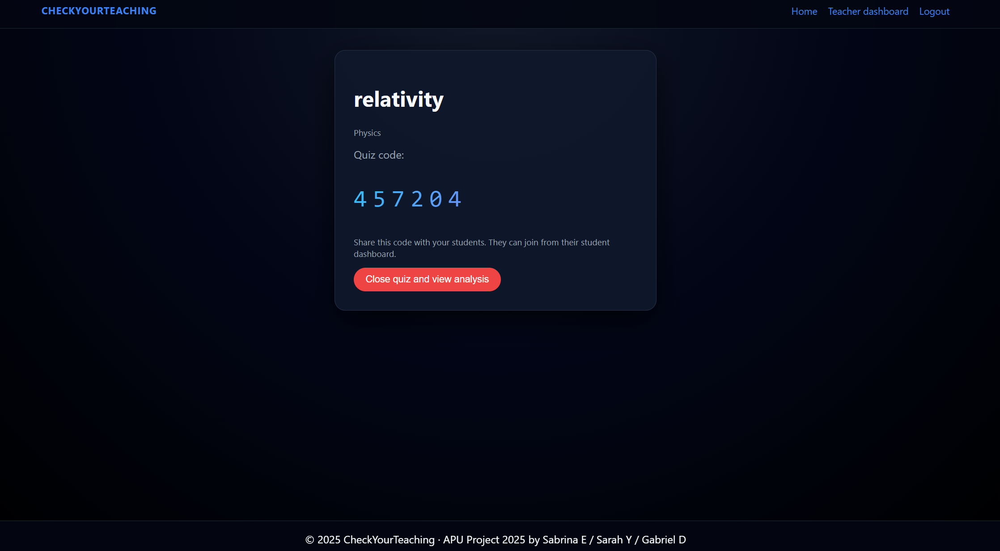 CHECKYOURTEACHING
Home Teacher dashboard Logout
relativity
Physics
Quiz code:
457204
Share this code with your students. They can join from their student
dashboard.
Close quiz and view analysis
© 2025 CheckYourTeaching · APU Project 2025 by Sabrina E / Sarah Y / Gabriel D